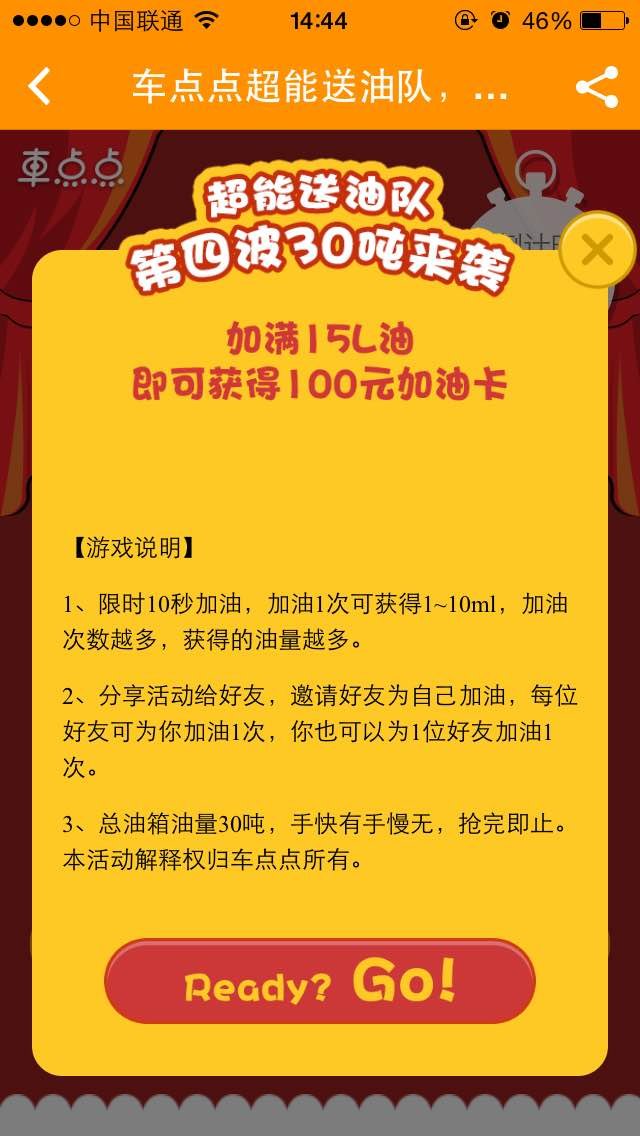 中国联通
14:44
46%
车点点超能送油队，...
車点点
超能送油队
第四波30吨来袭
加满15L油
即可获得100元加油卡
【游戏说明】
1、限时10秒加油，加油1次可获得1~10ml，加油
次数越多，获得的油量越多。
2、分享活动给好友，邀请好友为自己加油，每位
好友可为你加油1次，你也可以为1位好友加油1
次。
3、总油箱油量30吨，手快有手慢无，抢完即止。
本活动解释权归车点点所有。
Ready? Go!